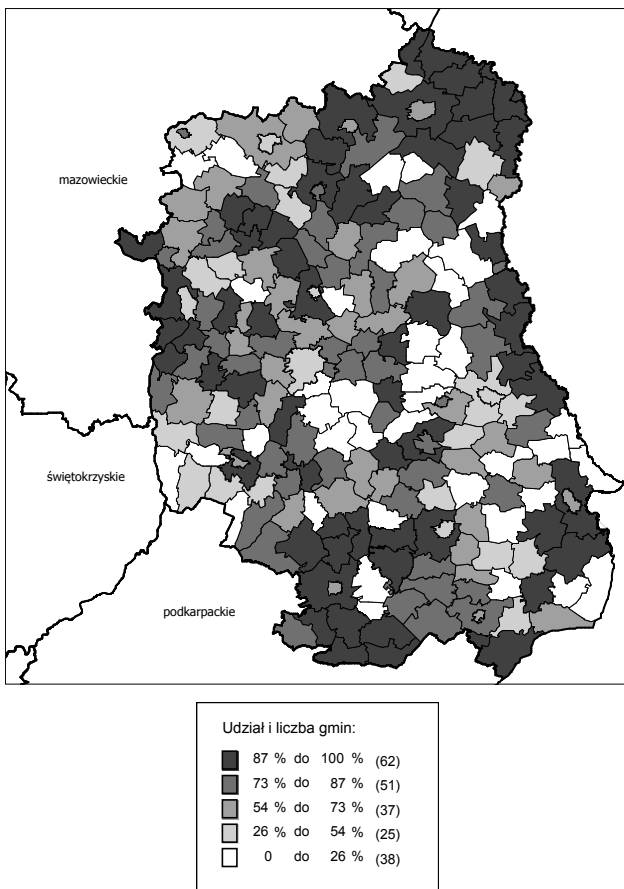 mazowieckie
świętokrzyskie
podkarpackie
Udział i liczba gmin:
87 % do 100 % (62)
73 % do 87 % (51)
54 % do 73 % (37)
26 % do 54 % (25)
0 do 26 % (38)